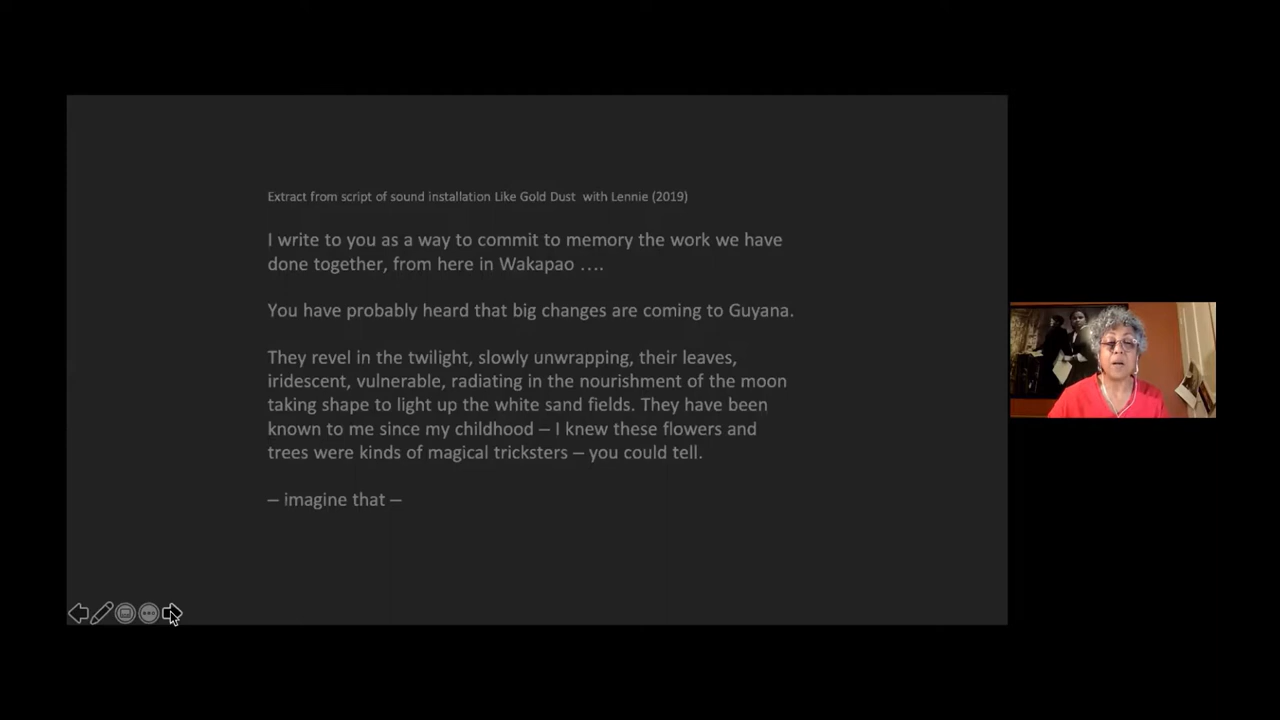 Extract from script of sound installation Like Gold Dust with Lennie (2019)
I write to you as a way to commit to memory the work we have
done together, from here in Wakapao ....
You have probably heard that big changes are coming to Guyana.
They revel in the twilight, slowly unwrapping, their leaves,
iridescent, vulnerable, radiating in the nourishment of the moon
taking shape to light up the white sand fields. They have been
known to me since my childhood – I knew these flowers and
trees were kinds of magical tricksters – you could tell.
– imagine that –